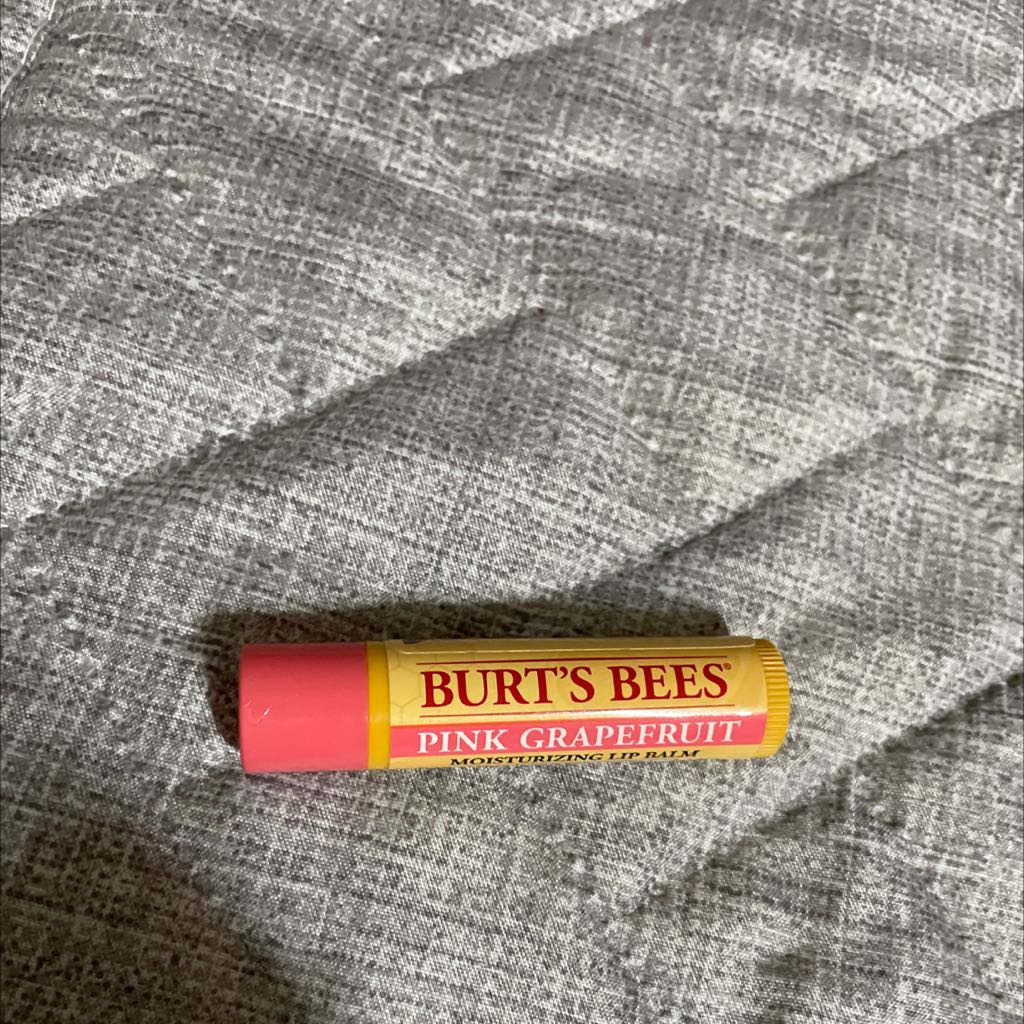 BURT'S BEES®
PINK GRAPEFRUIT
MOISTURIZING LIP BALM